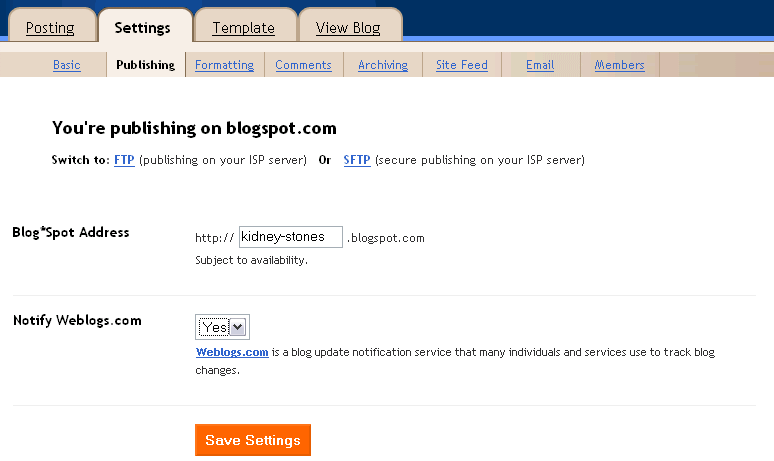 Posting Settings Template View Blog
Basic Publishing Formatting Comments Archiving Site Feed Email Members
You're publishing on blogspot.com
Switch to: FTP (publishing on your ISP server) Or SFTP (secure publishing on your ISP server)
Blog*Spot Address http:// kidney-stones .blogspot.com
Subject to availability.
Notify Weblogs.com Yes
Weblogs.com is a blog update notification service that many individuals and services use to track blog
changes.
Save Settings